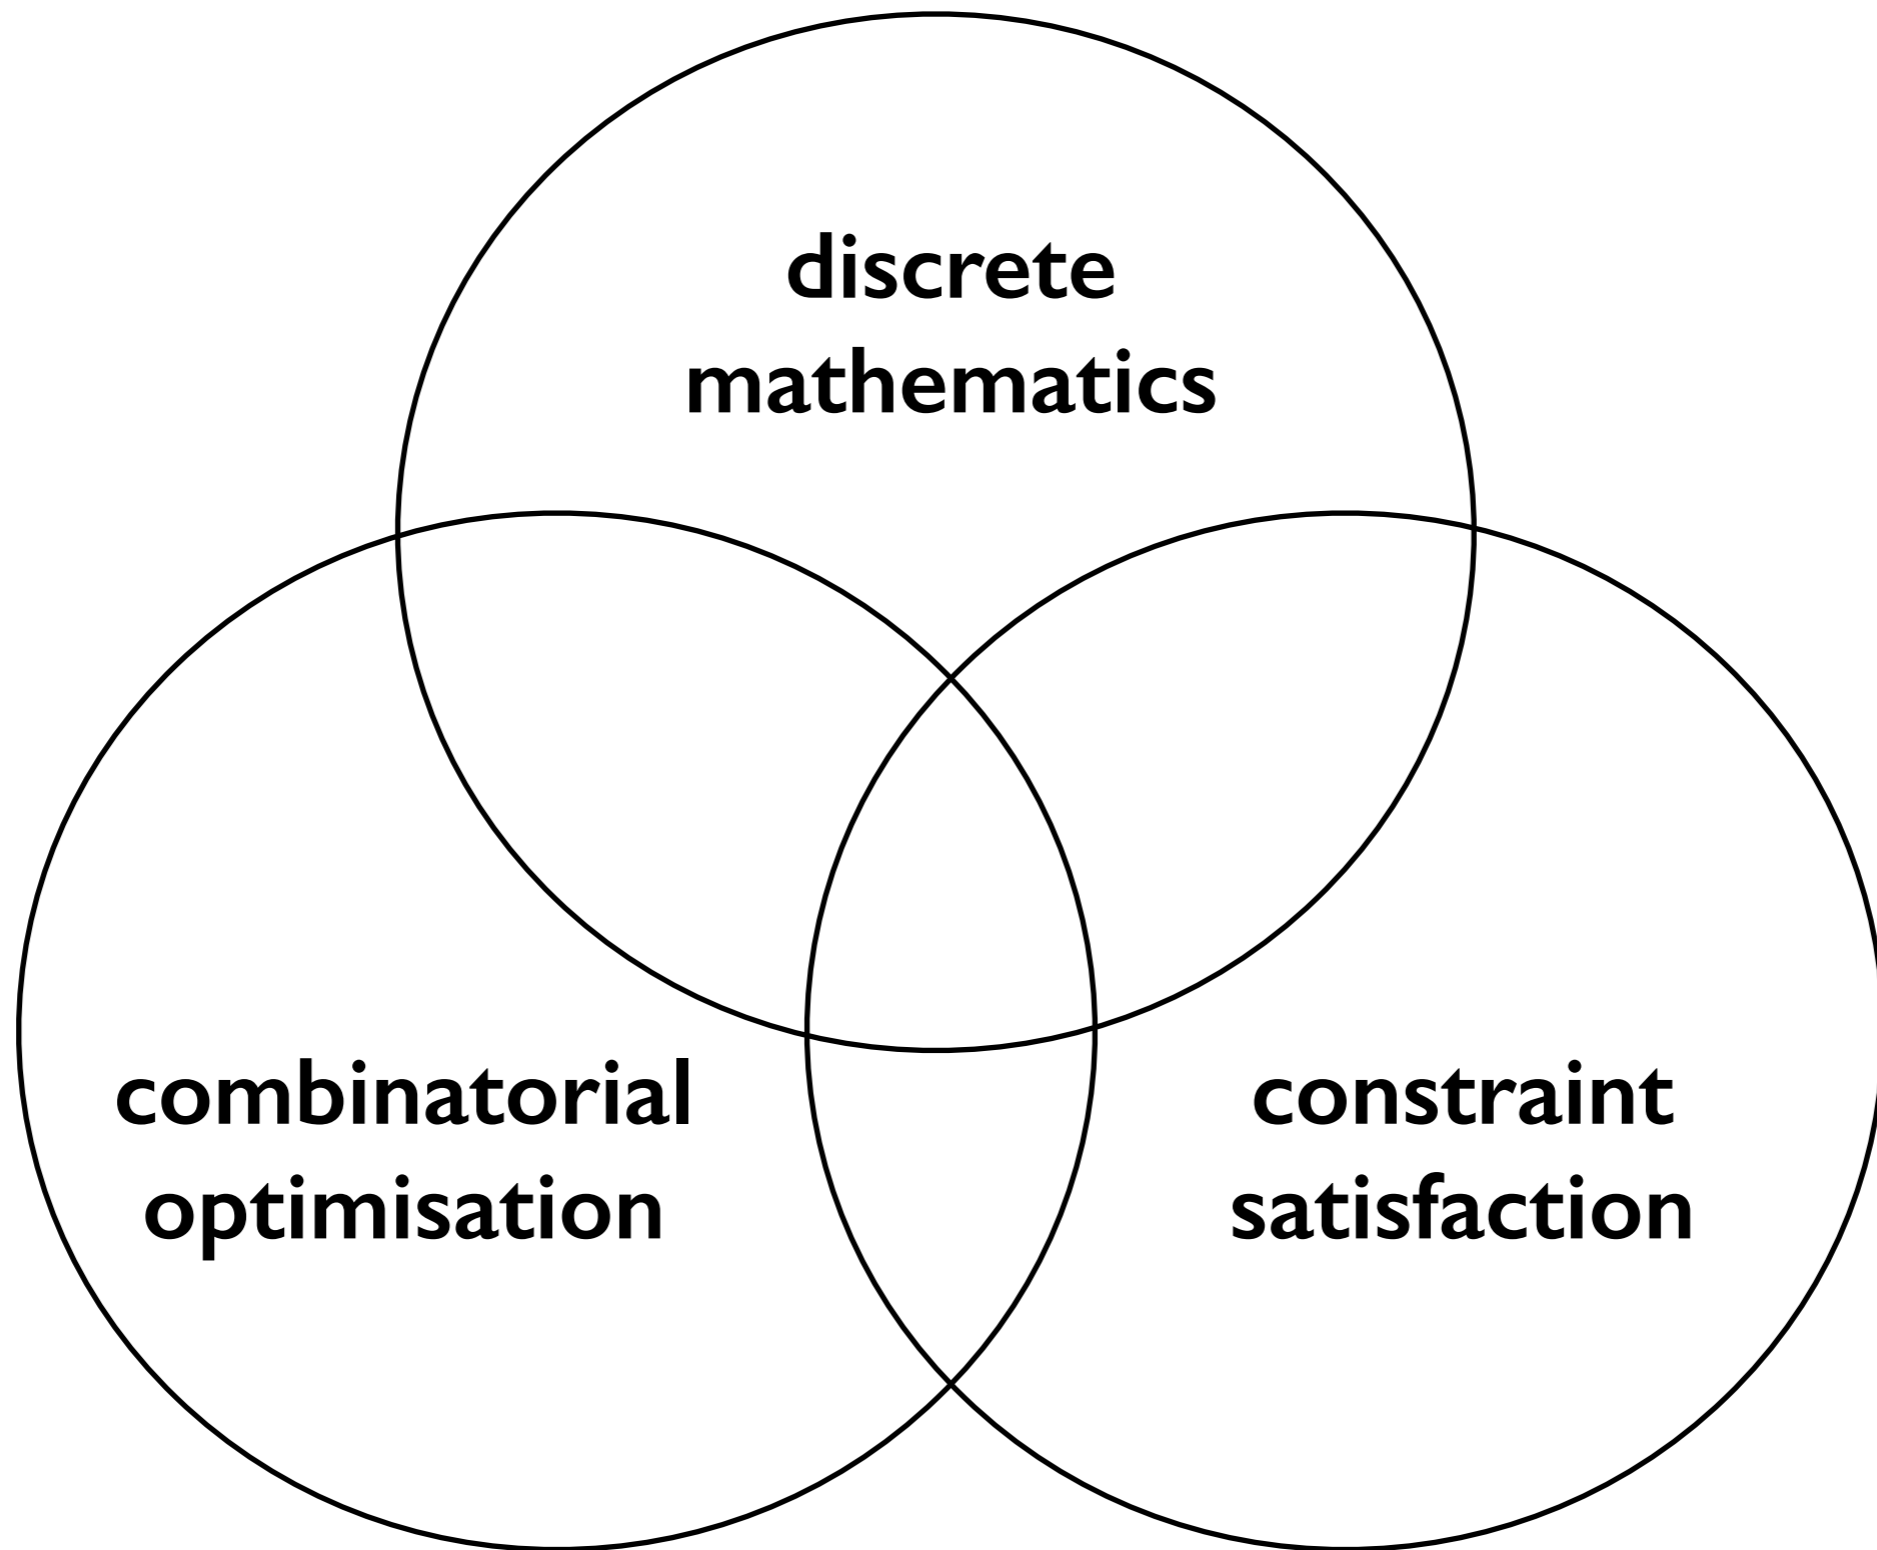 discrete
mathematics
combinatorial
optimisation
constraint
satisfaction